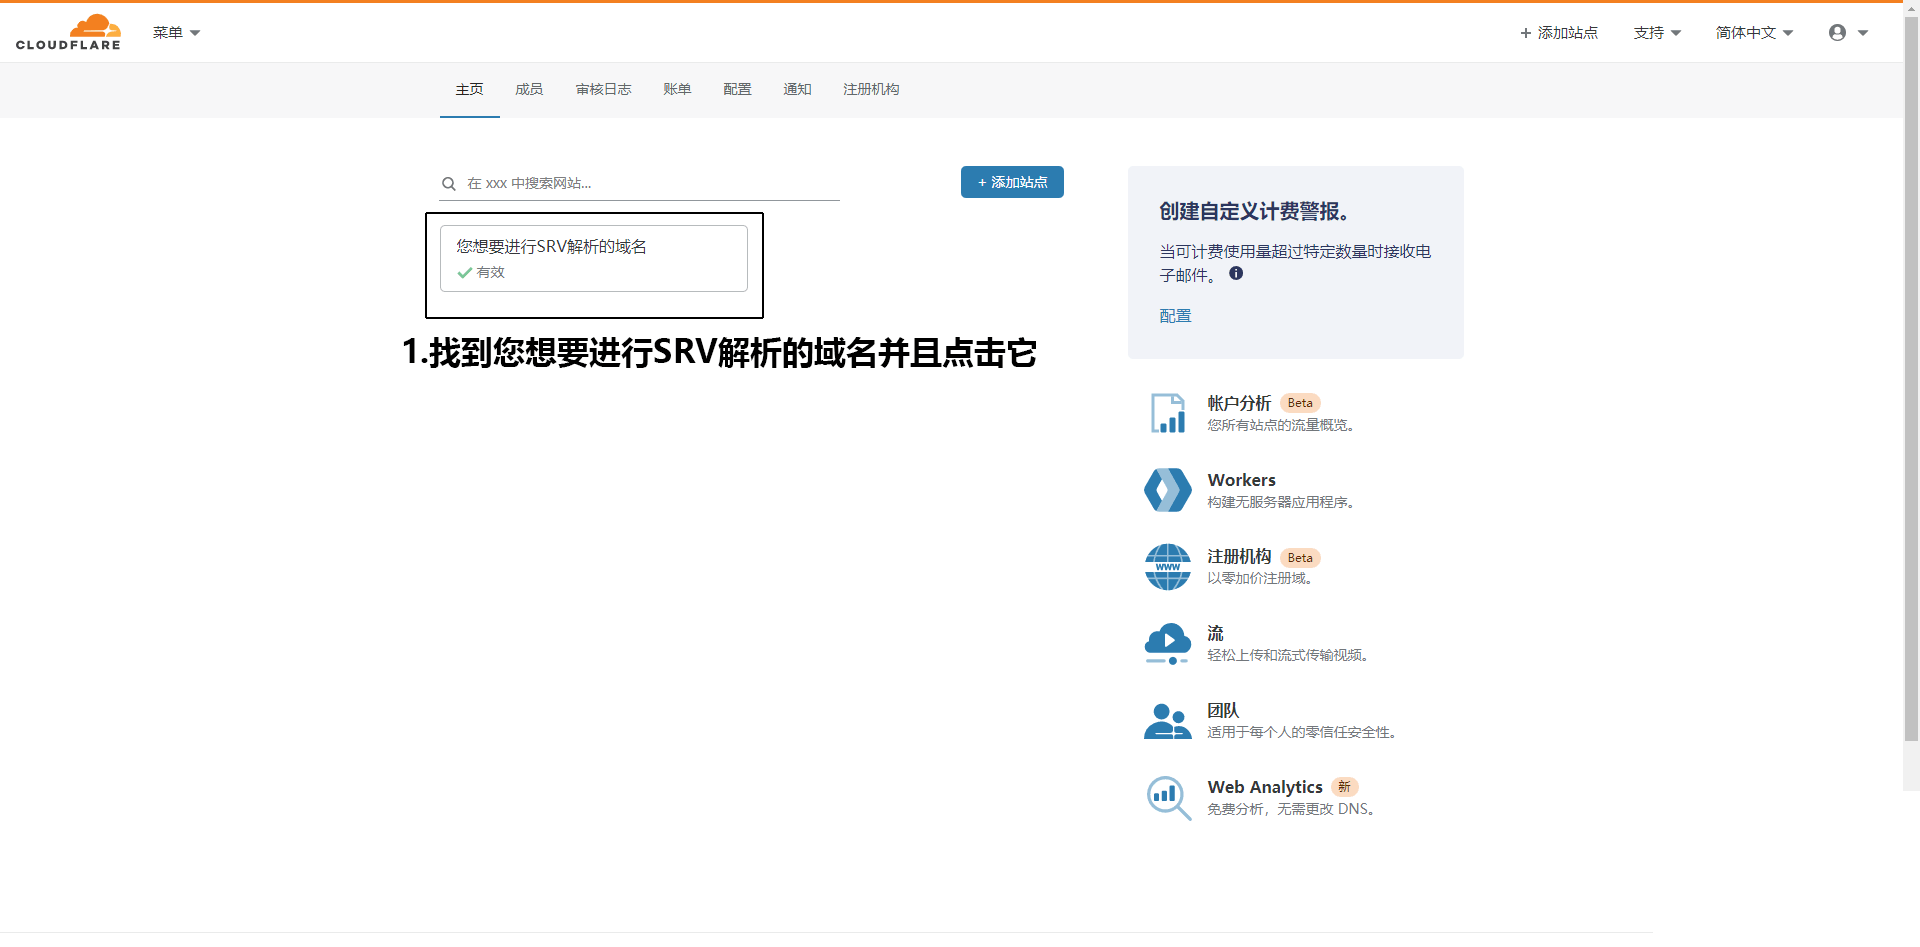 CLOUDFLARE
菜单
+ 添加站点
支持
简体中文
主页
成员
审核日志
账单
配置
通知
注册机构
在 xxx 中搜索网站...
+ 添加站点
您想要进行SRV解析的域名
有效
1.找到您想要进行SRV解析的域名并且点击它
创建自定义计费警报。
当可计费使用量超过特定数量时接收电
子邮件。
配置
帐户分析 Beta
您所有站点的流量概览。
Workers
构建无服务器应用程序。
WWW
注册机构 Beta
以零加价注册域。
流
轻松上传和流式传输视频。
团队
适用于每个人的零信任安全性。
Web Analytics 新
免费分析，无需更改 DNS。